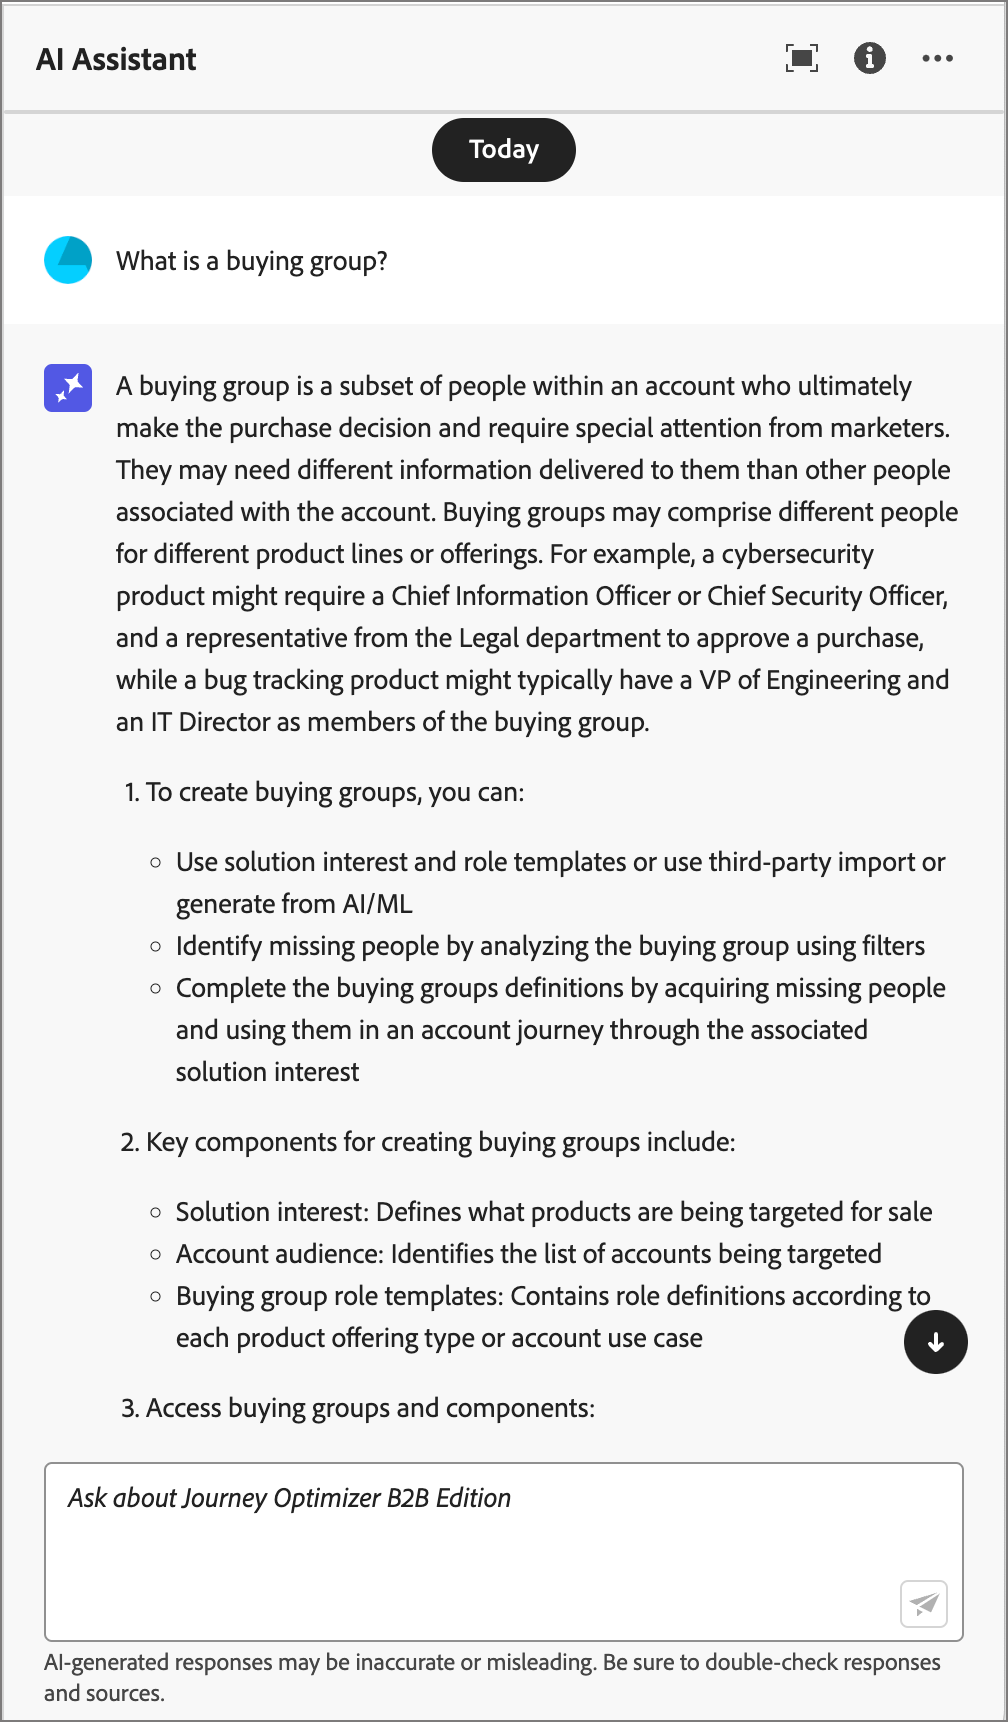 AI Assistant
Today
What is a buying group?
A buying group is a subset of people within an account who ultimately
make the purchase decision and require special attention from marketers.
They may need different information delivered to them than other people
associated with the account. Buying groups may comprise different people
for different product lines or offerings. For example, a cybersecurity
product might require a Chief Information Officer or Chief Security Officer,
and a representative from the Legal department to approve a purchase,
while a bug tracking product might typically have a VP of Engineering and
an IT Director as members of the buying group.
1. To create buying groups, you can:
◦ Use solution interest and role templates or use third-party import or
generate from AI/ML
◦ Identify missing people by analyzing the buying group using filters
◦ Complete the buying groups definitions by acquiring missing people
and using them in an account journey through the associated
solution interest
2. Key components for creating buying groups include:
◦ Solution interest: Defines what products are being targeted for sale
◦ Account audience: Identifies the list of accounts being targeted
◦ Buying group role templates: Contains role definitions according to
each product offering type or account use case
3. Access buying groups and components:
Ask about Journey Optimizer B2B Edition
AI-generated responses may be inaccurate or misleading. Be sure to double-check responses
and sources.